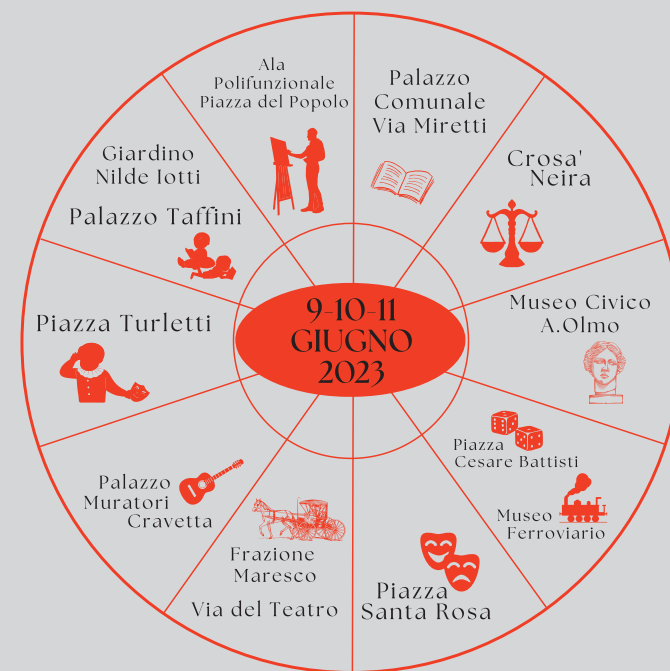 Ala
Polifunzionale
Piazza del Popolo
Palazzo
Comunale
Via Miretti
Crosa'
Neira
Museo Civico
A.Olmo
Piazza
Cesare Battisti
Museo
Ferroviario
Piazza
Santa Rosa
Frazione
Maresco
Via del Teatro
Palazzo
Muratori
Cravetta
Piazza Turletti
Giardino
Nilde Iotti
Palazzo Taffini
9-10-11
GIUGNO
2023